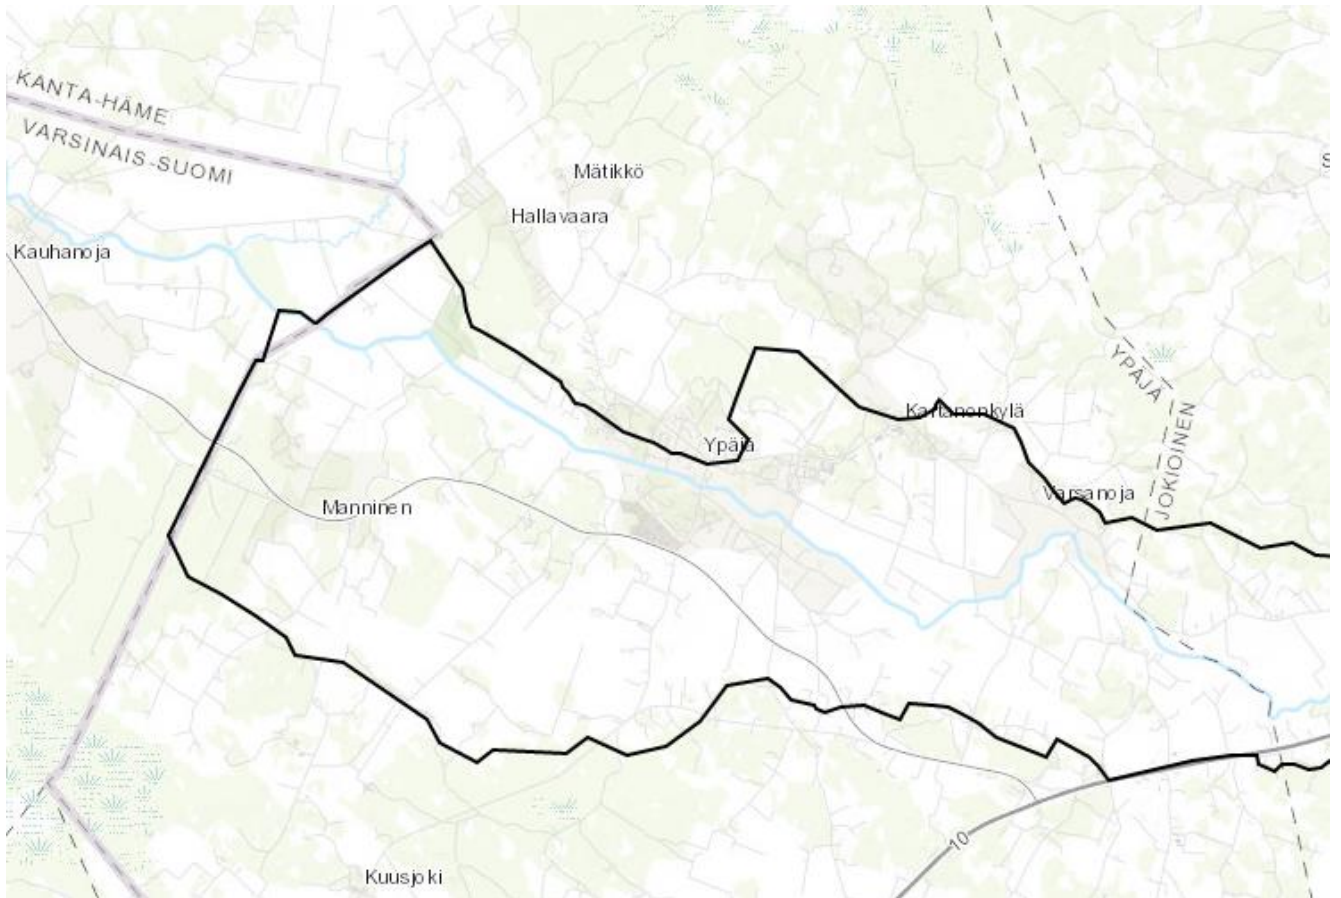 KANTA-HÄME
VARSINAIS-SUOMI
Mätikkö
S
Hallavaara
Kauhanoja
YPÄJÄ
Kartanonkylä
JOKIOINEN
Ypäjä
Varsanoja
Manninen
10
Kuusjoki